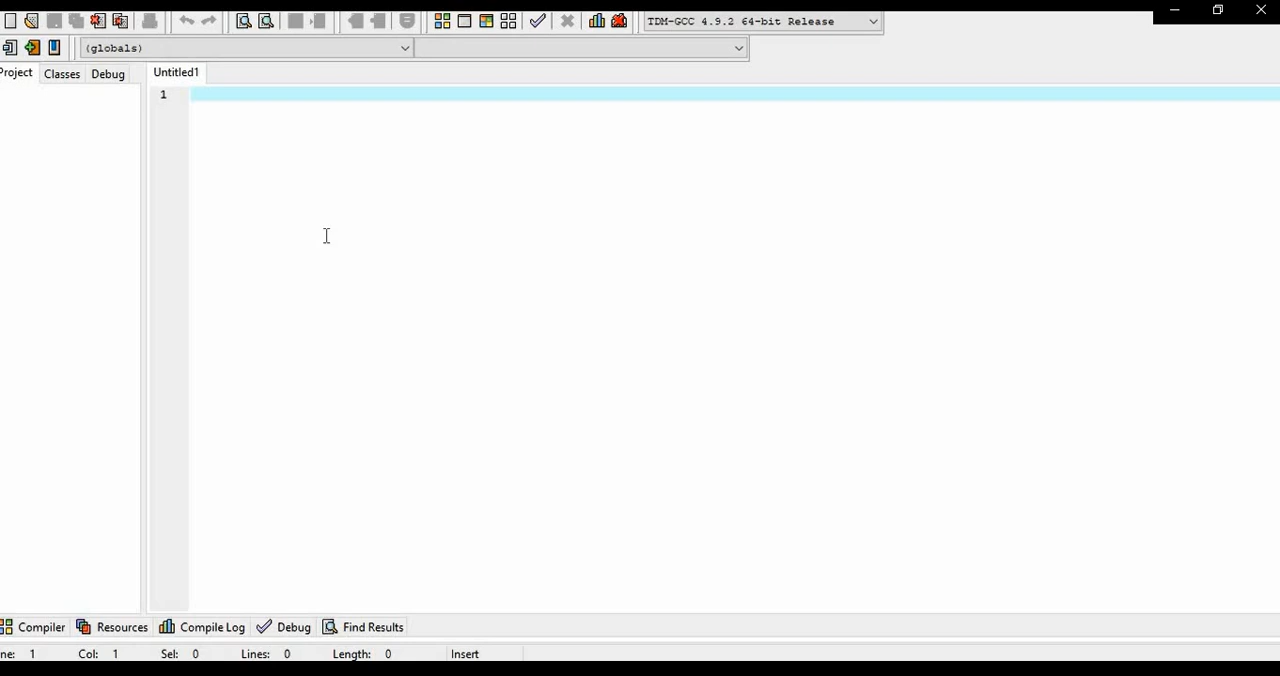 TDM-GCC 4.9.2 64-bit Release
(globals)
Project Classes Debug Untitled1
1
Compiler Resources Compile Log Debug Find Results
ne: 1 Col: 1 Sel: 0 Lines: 0 Length: 0 Insert